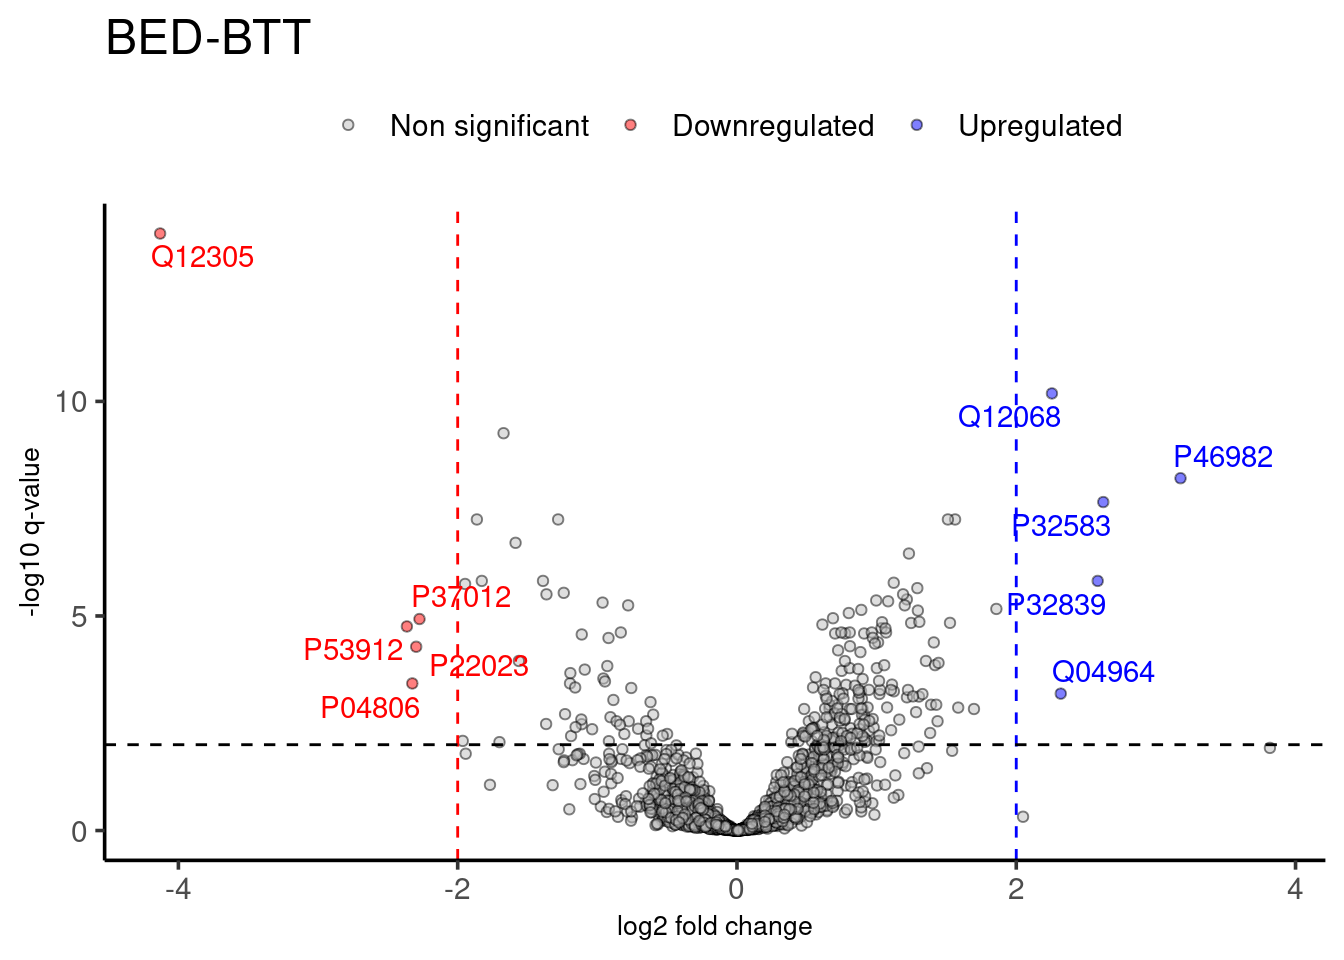 BED-BTT
Non significant Downregulated Upregulated
Q12305
10
Q12068
P46982
P32583
P37012
P32839
5
P53912
P22023
Q04964
P04806
0
-log10 q-value
-4 -2 0 2 4
log2 fold change